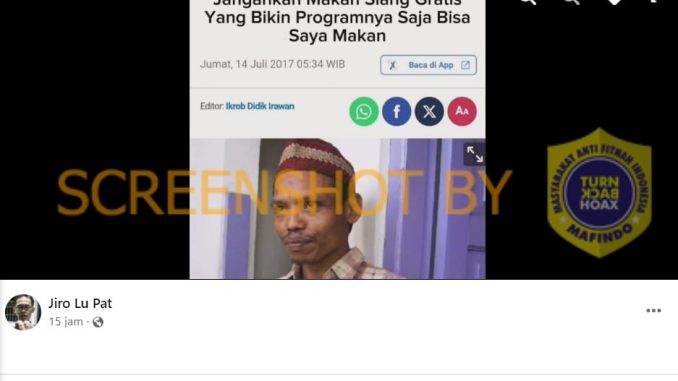 Jangankan Makan Siang Gratis
Yang Bikin Programnya Saja Bisa
Saya Makan
Jumat, 14 Juli 2017 05:34 WIB
X Baca di App
Editor: Ikrob Didik Irawan
X AA
SCREENSHOT BY
MASYARAKAT ANTI FITNAH INDONESIA
TURN
BACK
HOAX
MAFINDO
Jiro Lu Pat
15 jam ·